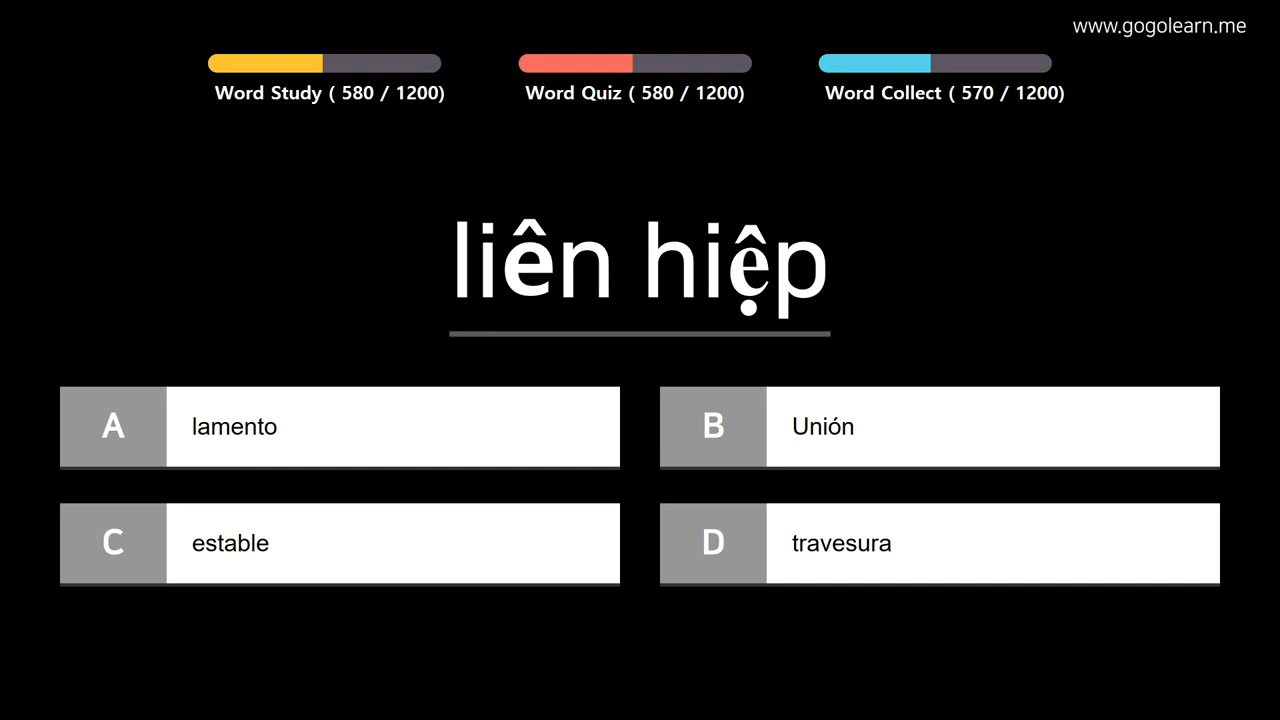 www.gogolearn.me
Word Study ( 580 / 1200)
Word Quiz ( 580 / 1200)
Word Collect ( 570 / 1200)
liên hiệp
A lamento
B Unión
C estable
D travesura